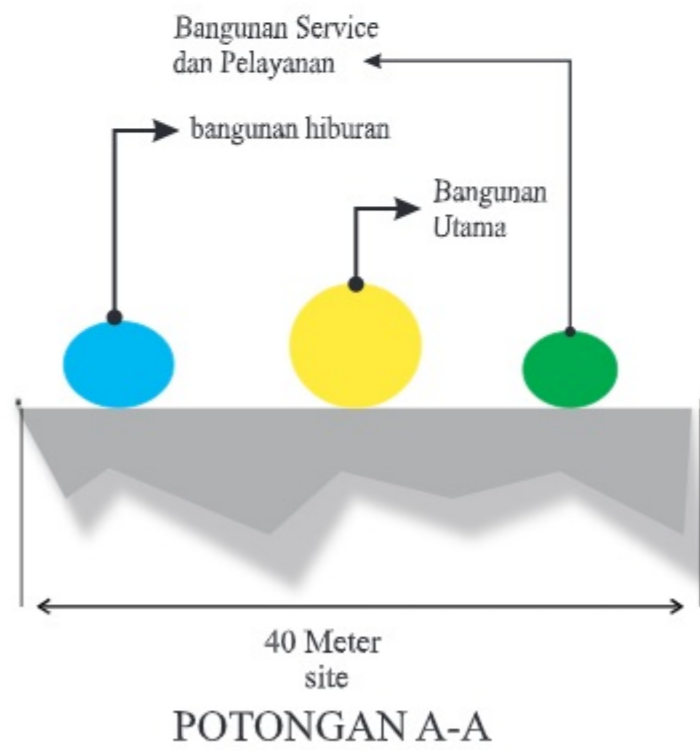 Bangunan Service
dan Pelayanan
bangunan hiburan
Bangunan
Utama
40 Meter
site
POTONGAN A-A